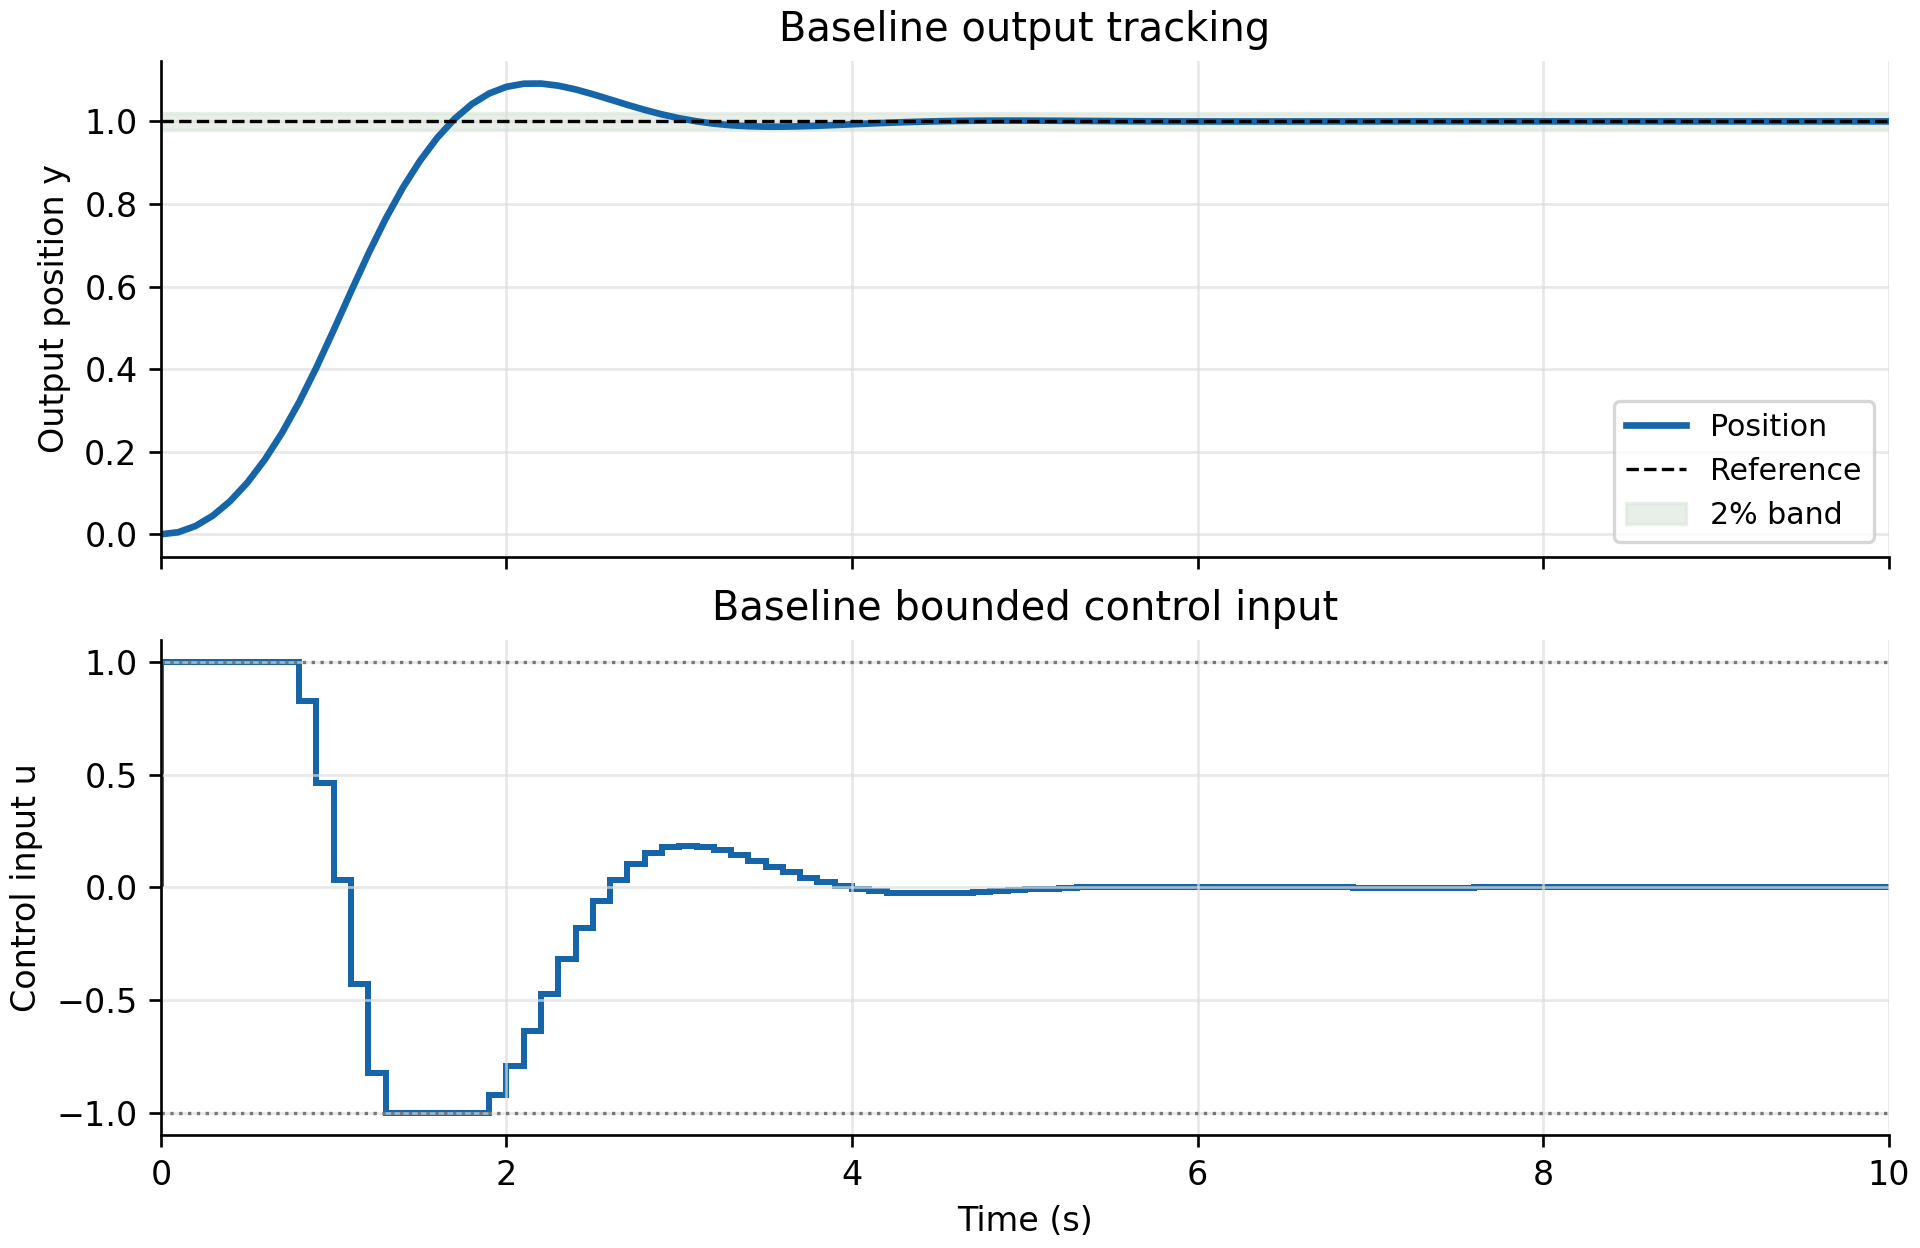 Baseline output tracking
Output position y
1.0
0.8
0.6
0.4
0.2
0.0
Position
Reference
2% band
Baseline bounded control input
Control input u
1.0
0.5
0.0
−0.5
−1.0
0 2 4 6 8 10
Time (s)